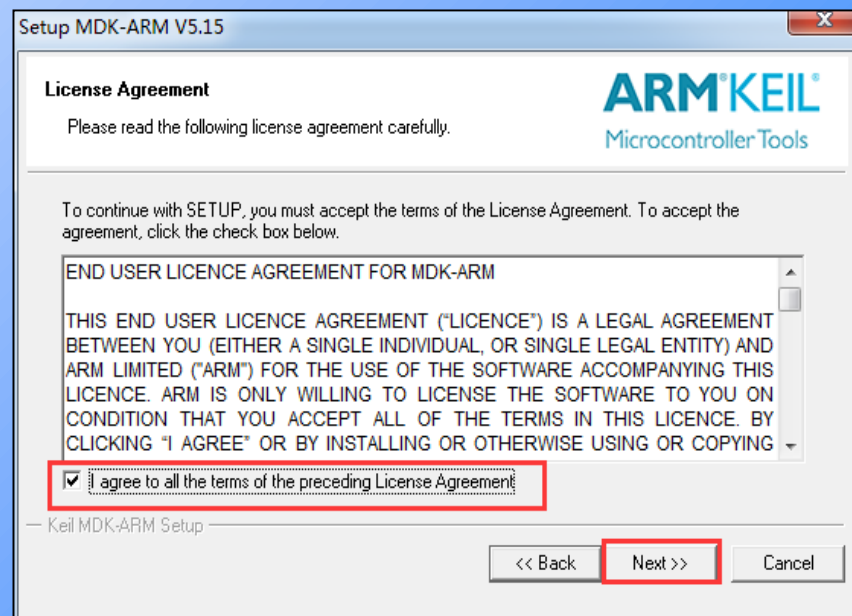 Setup MDK-ARM V5.15
License Agreement
Please read the following license agreement carefully.
ARM®KEIL®
Microcontroller Tools
To continue with SETUP, you must accept the terms of the License Agreement. To accept the
agreement, click the check box below.
END USER LICENCE AGREEMENT FOR MDK-ARM
THIS END USER LICENCE AGREEMENT (“LICENCE”) IS A LEGAL AGREEMENT
BETWEEN YOU (EITHER A SINGLE INDIVIDUAL, OR SINGLE LEGAL ENTITY) AND
ARM LIMITED ("ARM") FOR THE USE OF THE SOFTWARE ACCOMPANYING THIS
LICENCE. ARM IS ONLY WILLING TO LICENSE THE SOFTWARE TO YOU ON
CONDITION THAT YOU ACCEPT ALL OF THE TERMS IN THIS LICENCE. BY
CLICKING “I AGREE” OR BY INSTALLING OR OTHERWISE USING OR COPYING
I agree to all the terms of the preceding License Agreement
Keil MDK-ARM Setup
<< Back Next >> Cancel